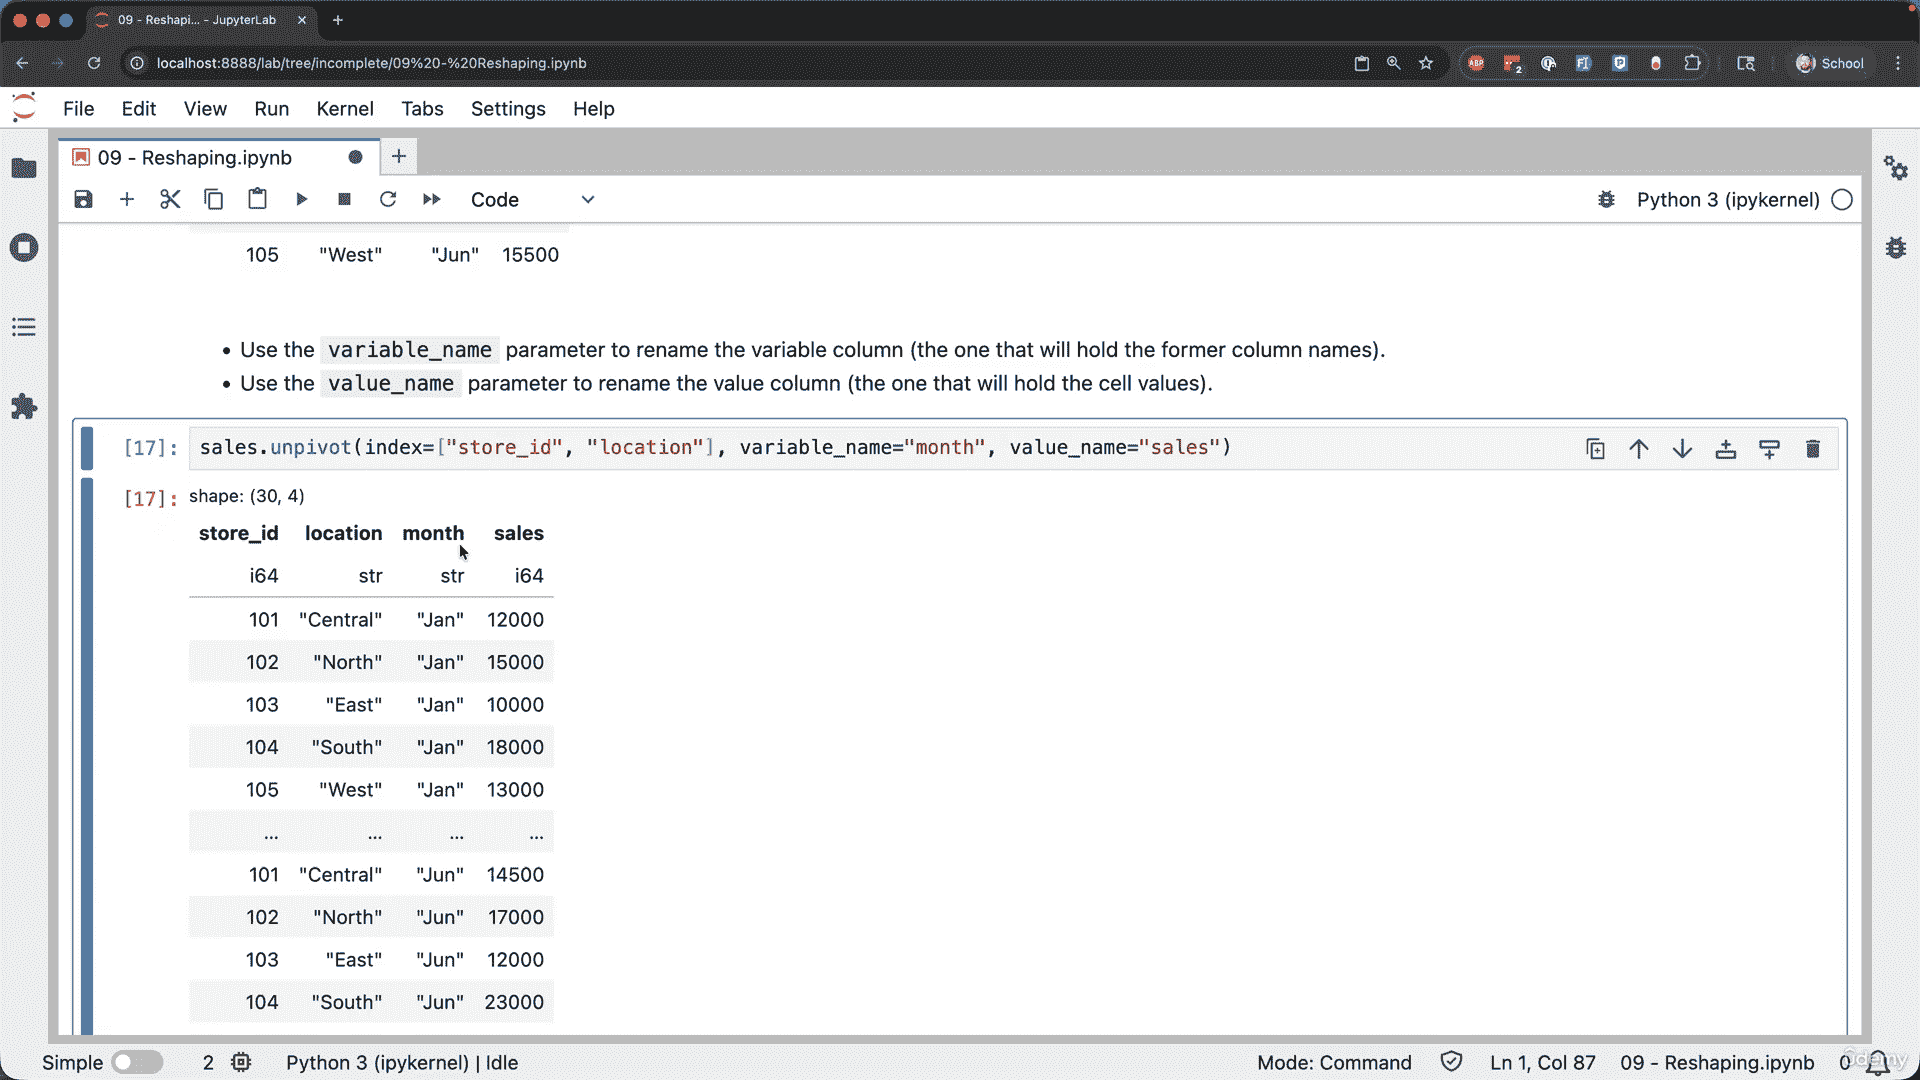 09 - Reshapi... - JupyterLab
localhost:8888/lab/tree/incomplete/09%20-%20Reshaping.ipynb
ABP
2
School
File Edit View Run Kernel Tabs Settings Help
09 - Reshaping.ipynb
Code
Python 3 (ipykernel)
105 "West" "Jun" 15500
• Use the variable_name parameter to rename the variable column (the one that will hold the former column names).
• Use the value_name parameter to rename the value column (the one that will hold the cell values).
[17]: sales.unpivot(index=["store_id", "location"], variable_name="month", value_name="sales")
[17]: shape: (30, 4)
store_id location month sales
i64 str str i64
101 "Central" "Jan" 12000
102 "North" "Jan" 15000
103 "East" "Jan" 10000
104 "South" "Jan" 18000
105 "West" "Jan" 13000
... ... ... ...
101 "Central" "Jun" 14500
102 "North" "Jun" 17000
103 "East" "Jun" 12000
104 "South" "Jun" 23000
Simple 2 Python 3 (ipykernel) | Idle Mode: Command Ln 1, Col 87 09 - Reshaping.ipynb 0
udemy